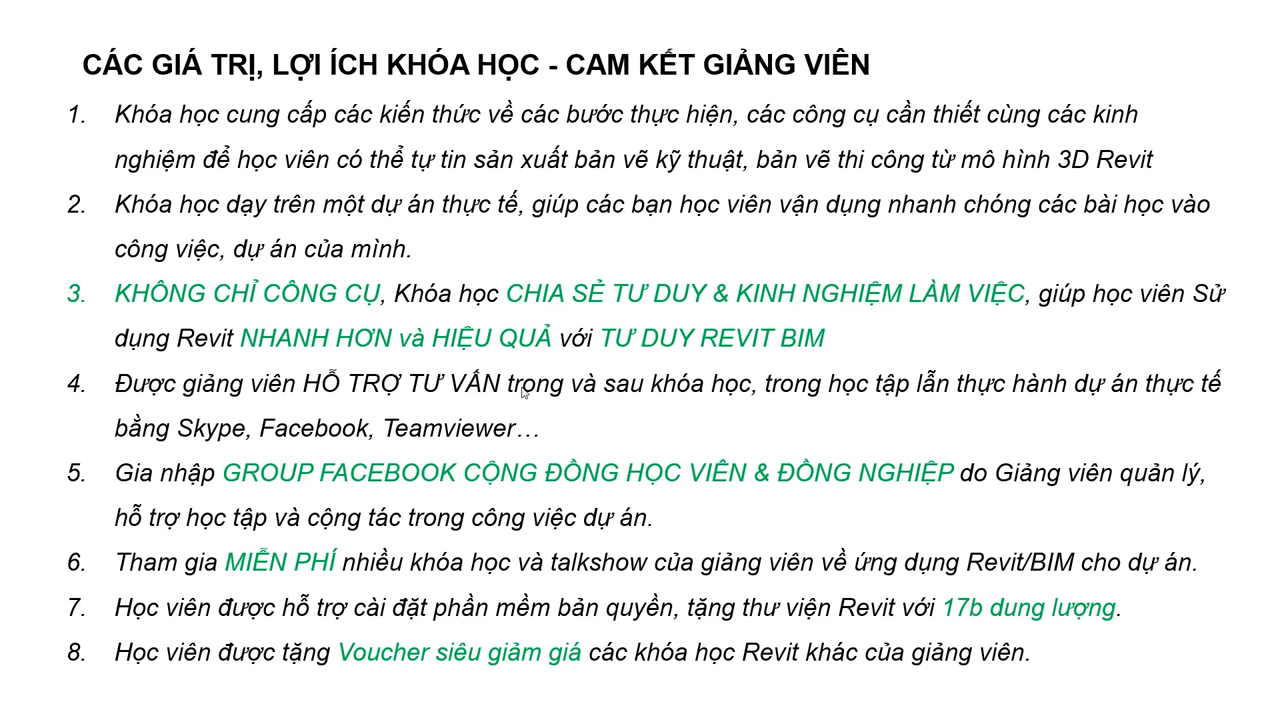 CÁC GIÁ TRỊ, LỢI ÍCH KHÓA HỌC - CAM KẾT GIẢNG VIÊN
1. Khóa học cung cấp các kiến thức về các bước thực hiện, các công cụ cần thiết cùng các kinh
nghiệm để học viên có thể tự tin sản xuất bản vẽ kỹ thuật, bản vẽ thi công từ mô hình 3D Revit
2. Khóa học dạy trên một dự án thực tế, giúp các bạn học viên vận dụng nhanh chóng các bài học vào
công việc, dự án của mình.
3. KHÔNG CHỈ CÔNG CỤ, Khóa học CHIA SẺ TƯ DUY & KINH NGHIỆM LÀM VIỆC, giúp học viên Sử
dụng Revit NHANH HƠN và HIỆU QUẢ với TƯ DUY REVIT BIM
4. Được giảng viên HỖ TRỢ TƯ VẤN trong và sau khóa học, trong học tập lẫn thực hành dự án thực tế
bằng Skype, Facebook, Teamviewer…
5. Gia nhập GROUP FACEBOOK CỘNG ĐỒNG HỌC VIÊN & ĐỒNG NGHIỆP do Giảng viên quản lý,
hỗ trợ học tập và cộng tác trong công việc dự án.
6. Tham gia MIỄN PHÍ nhiều khóa học và talkshow của giảng viên về ứng dụng Revit/BIM cho dự án.
7. Học viên được hỗ trợ cài đặt phần mềm bản quyền, tặng thư viện Revit với 17b dung lượng.
8. Học viên được tặng Voucher siêu giảm giá các khóa học Revit khác của giảng viên.